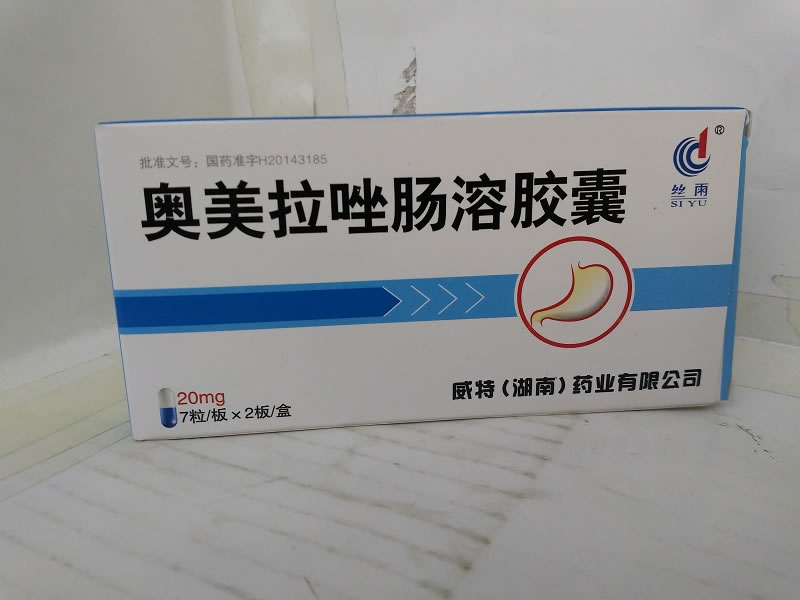 批准文号：国药准字H20143185
奥美拉唑肠溶胶囊
®
丝雨
SI YU
20mg
7粒/板×2板/盒
威特（湖南）药业有限公司